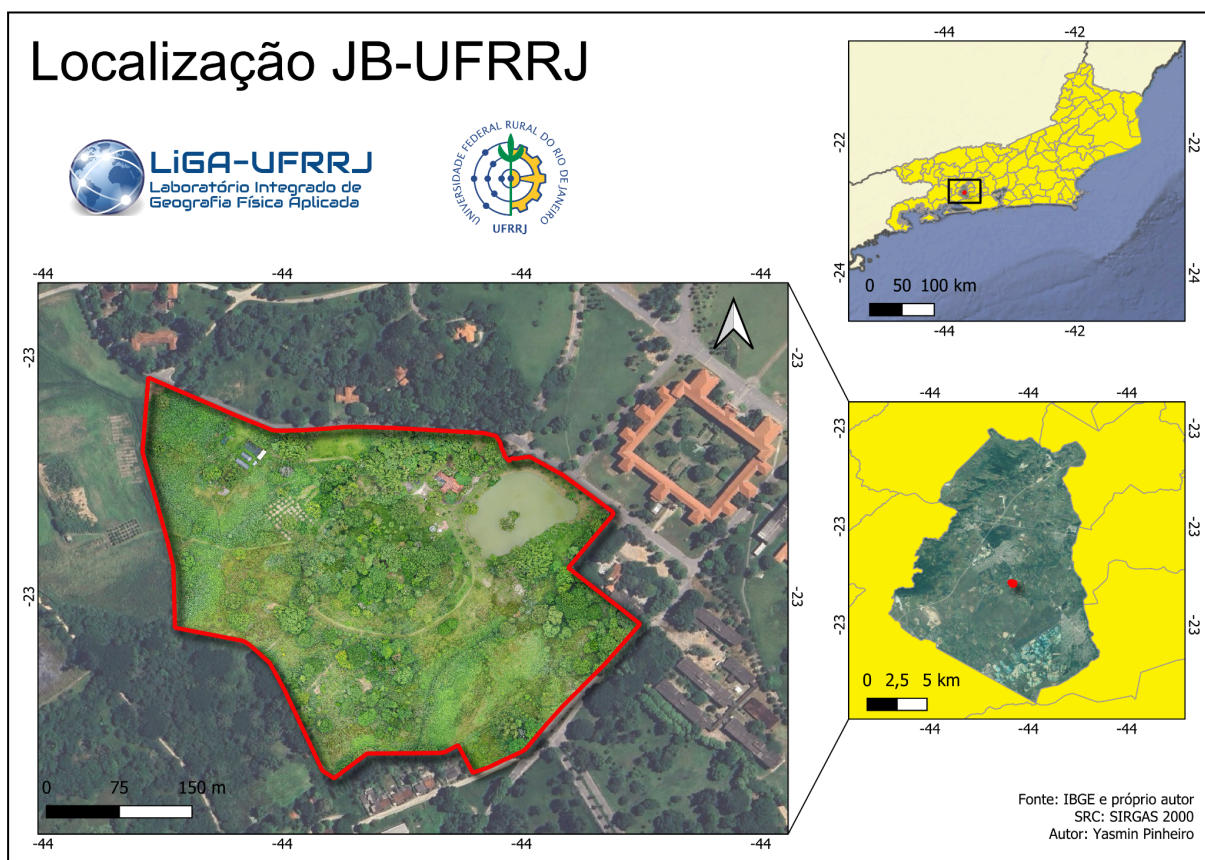 Localização JB-UFRRJ
LiGA-UFRRJ
Laboratório Integrado de
Geografia Física Aplicada
UNIVERSIDADE FEDERAL RURAL DO RIO DE JANEIRO
UFRRJ
-44 -42
-22 -22
-24 -24
0 50 100 km
-44 -42
-44 -44 -44 -44
-23 -23
-23 -23
0 75 150 m
-44 -44 -44 -44
-44 -44 -44
-23 -23
-23 -23
-23 -23
0 2,5 5 km
-44 -44 -44
Fonte: IBGE e próprio autor
SRC: SIRGAS 2000
Autor: Yasmin Pinheiro